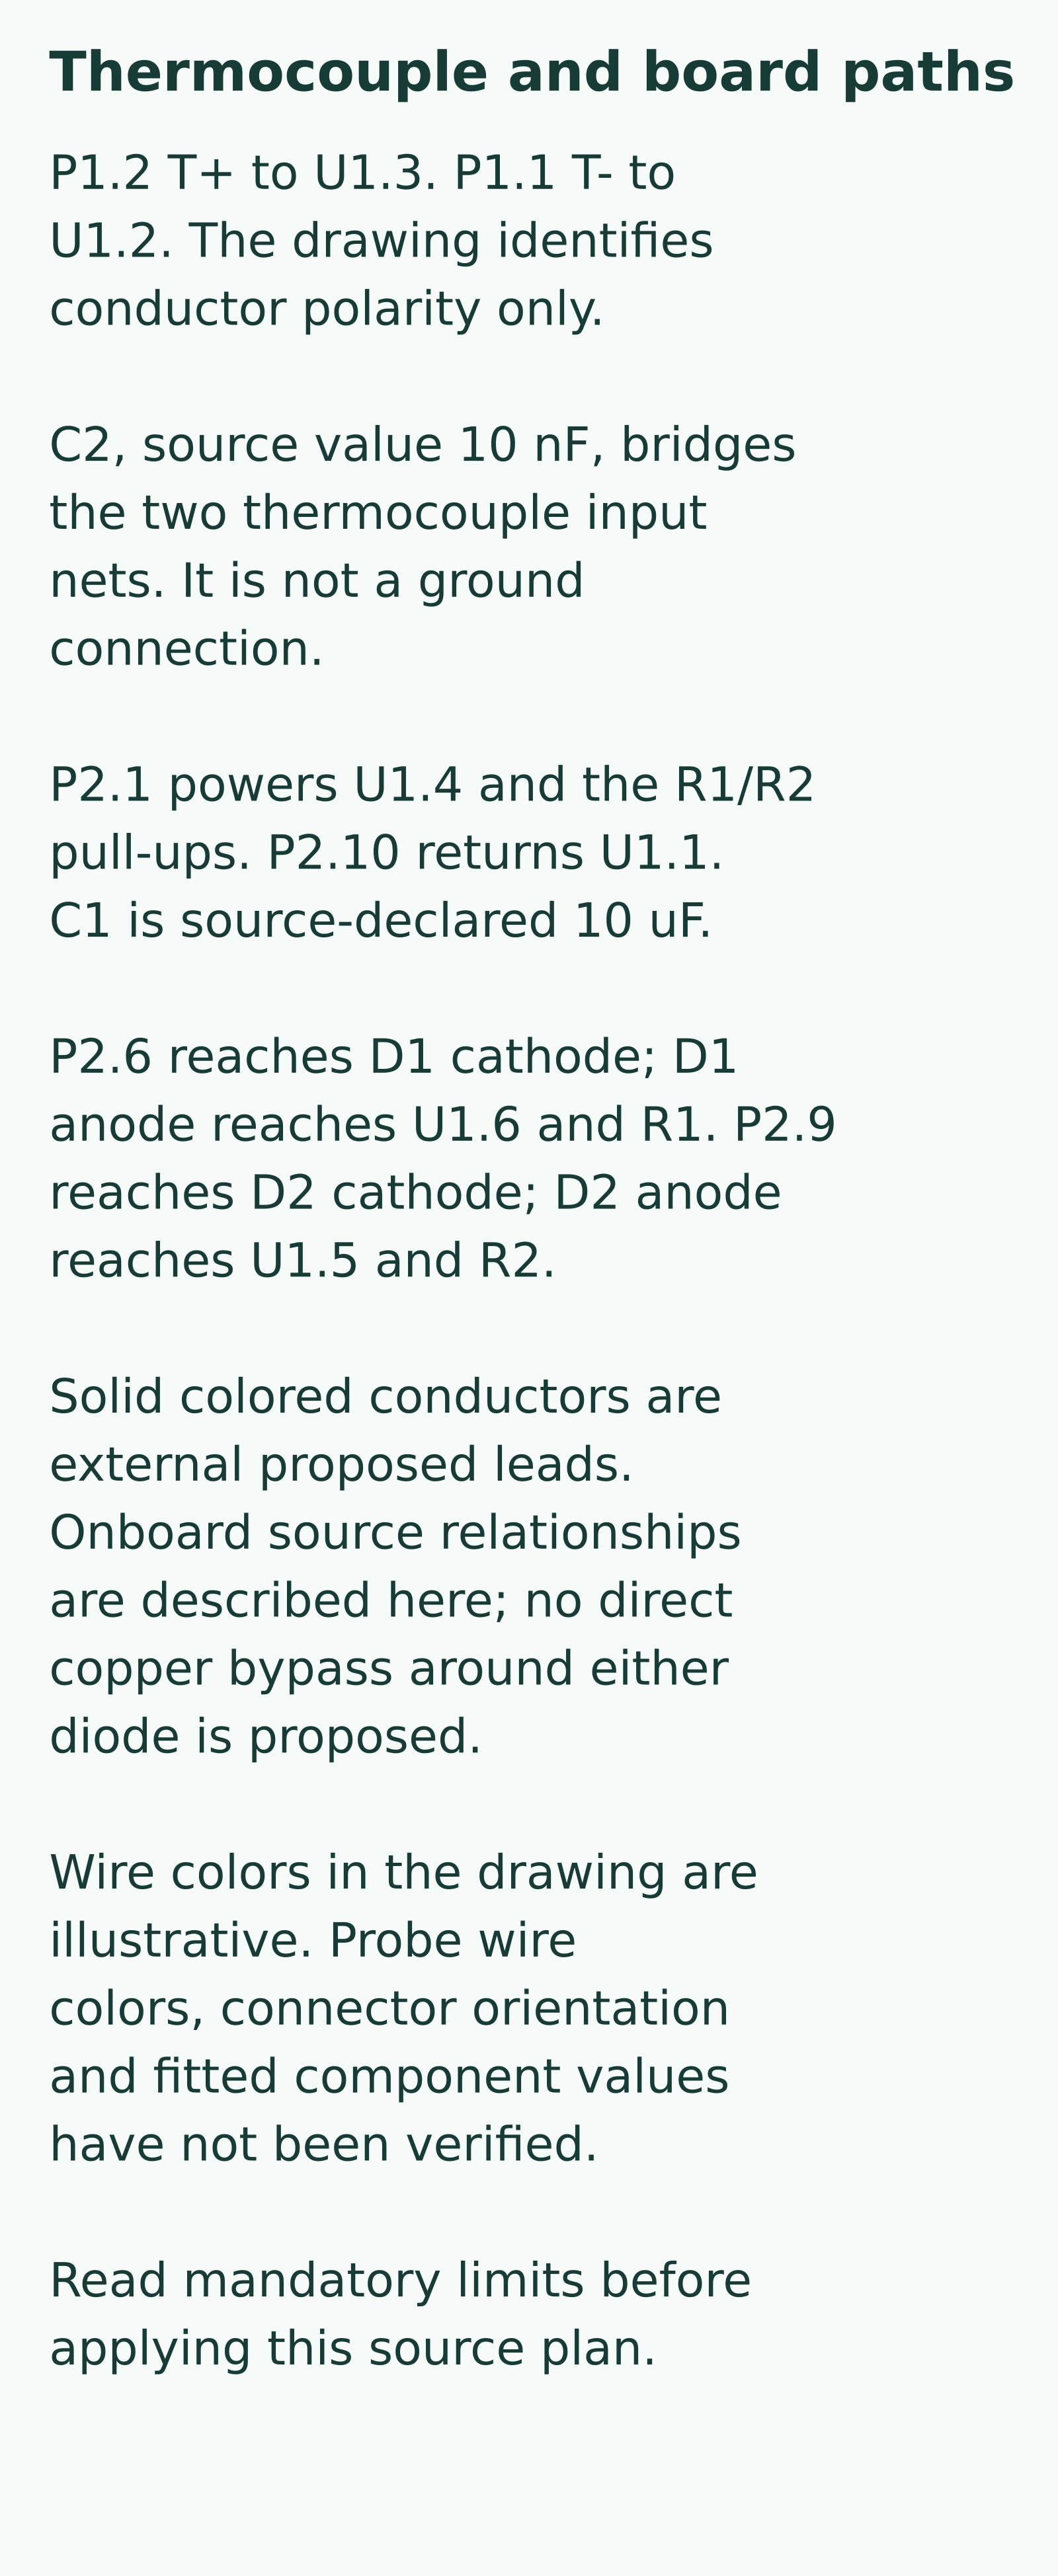 Thermocouple and board paths
P1.2 T+ to U1.3. P1.1 T- to
U1.2. The drawing identifies
conductor polarity only.
C2, source value 10 nF, bridges
the two thermocouple input
nets. It is not a ground
connection.
P2.1 powers U1.4 and the R1/R2
pull-ups. P2.10 returns U1.1.
C1 is source-declared 10 uF.
P2.6 reaches D1 cathode; D1
anode reaches U1.6 and R1. P2.9
reaches D2 cathode; D2 anode
reaches U1.5 and R2.
Solid colored conductors are
external proposed leads.
Onboard source relationships
are described here; no direct
copper bypass around either
diode is proposed.
Wire colors in the drawing are
illustrative. Probe wire
colors, connector orientation
and fitted component values
have not been verified.
Read mandatory limits before
applying this source plan.